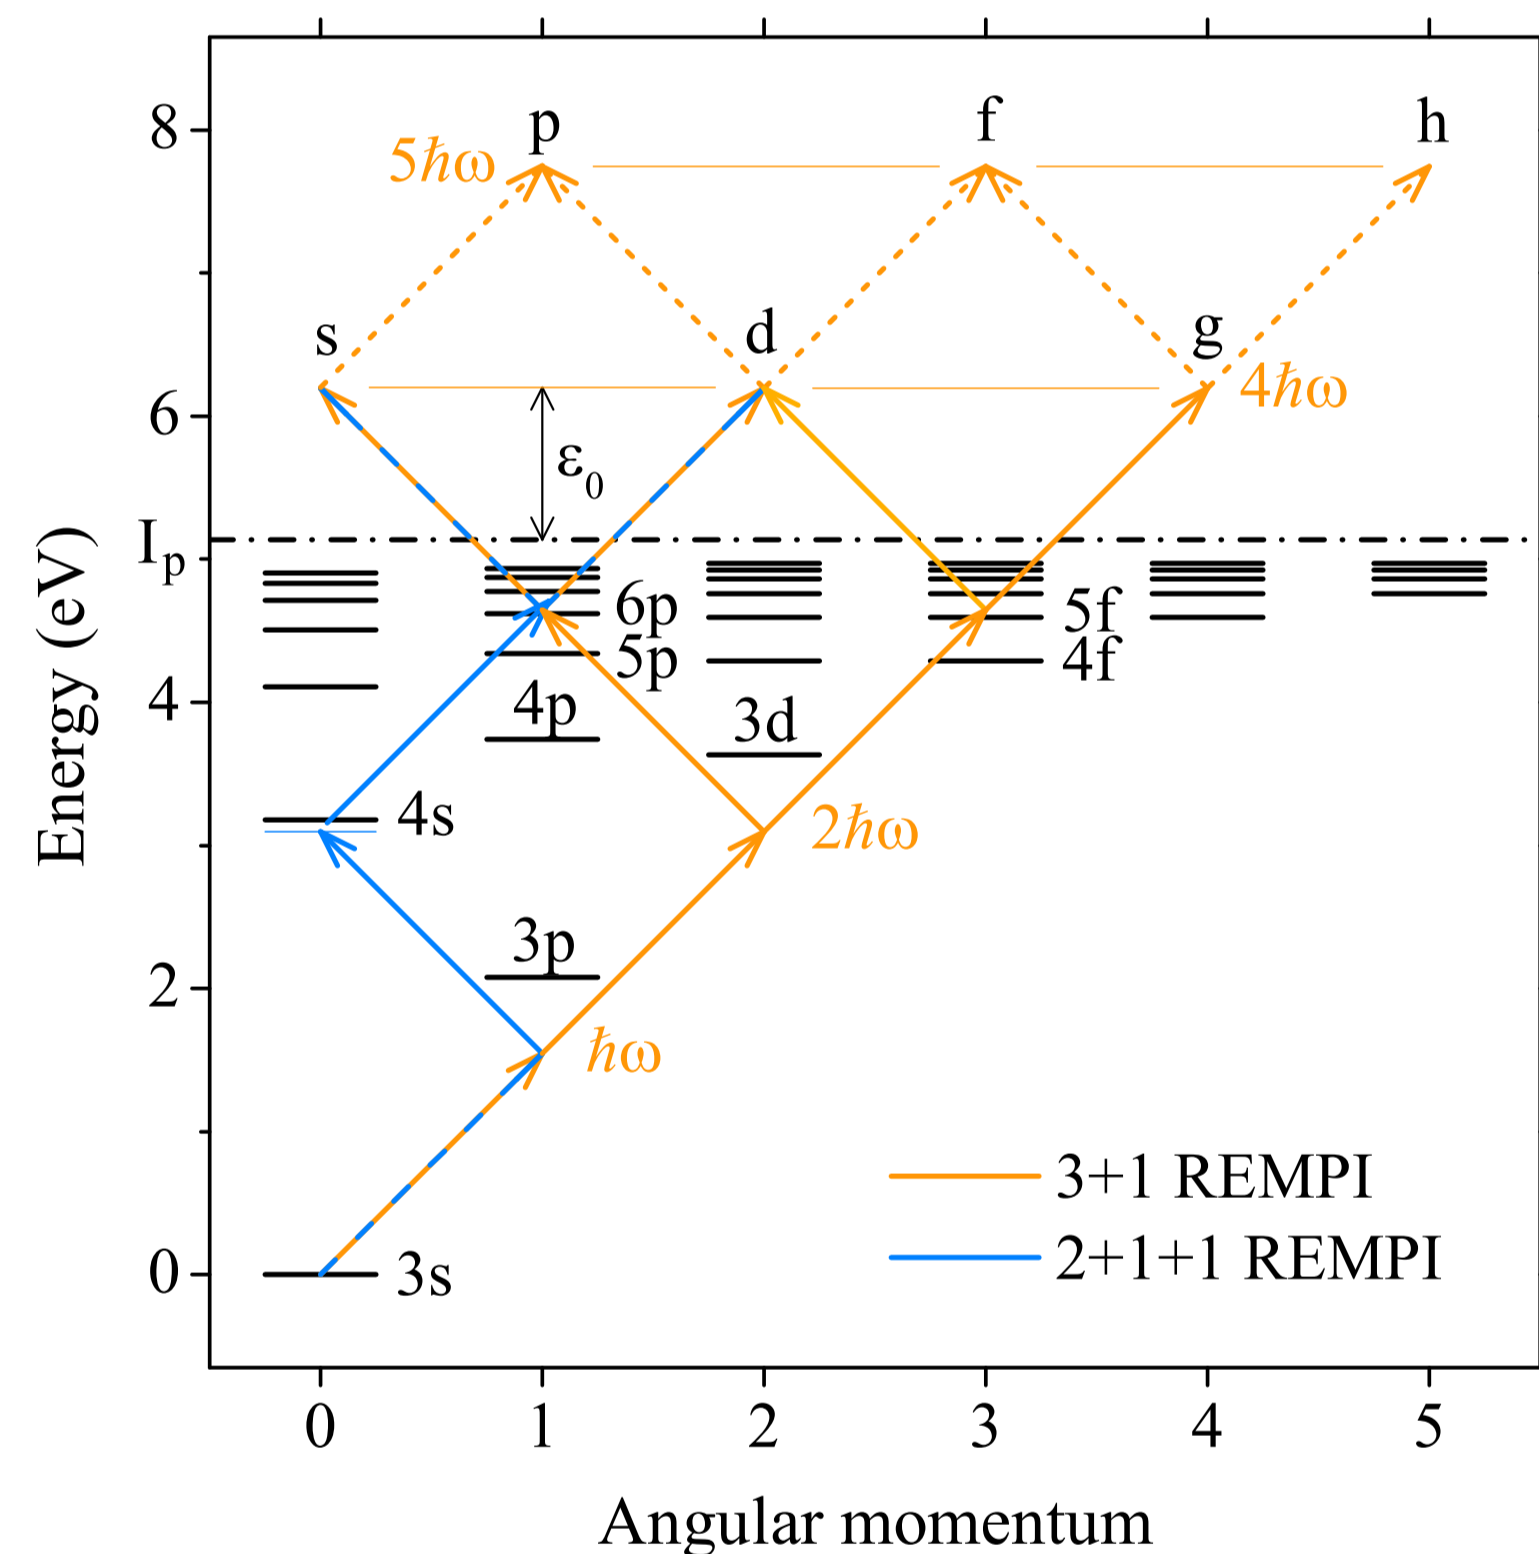 p f h
8
5ħω
s d g
6
4ħω
ε0
Ip
6p 5f
5p 4f
4 4p 3d
4s 2ħω
3p
2
ħω
3+1 REMPI
2+1+1 REMPI
0 3s
Energy (eV)
0 1 2 3 4 5
Angular momentum